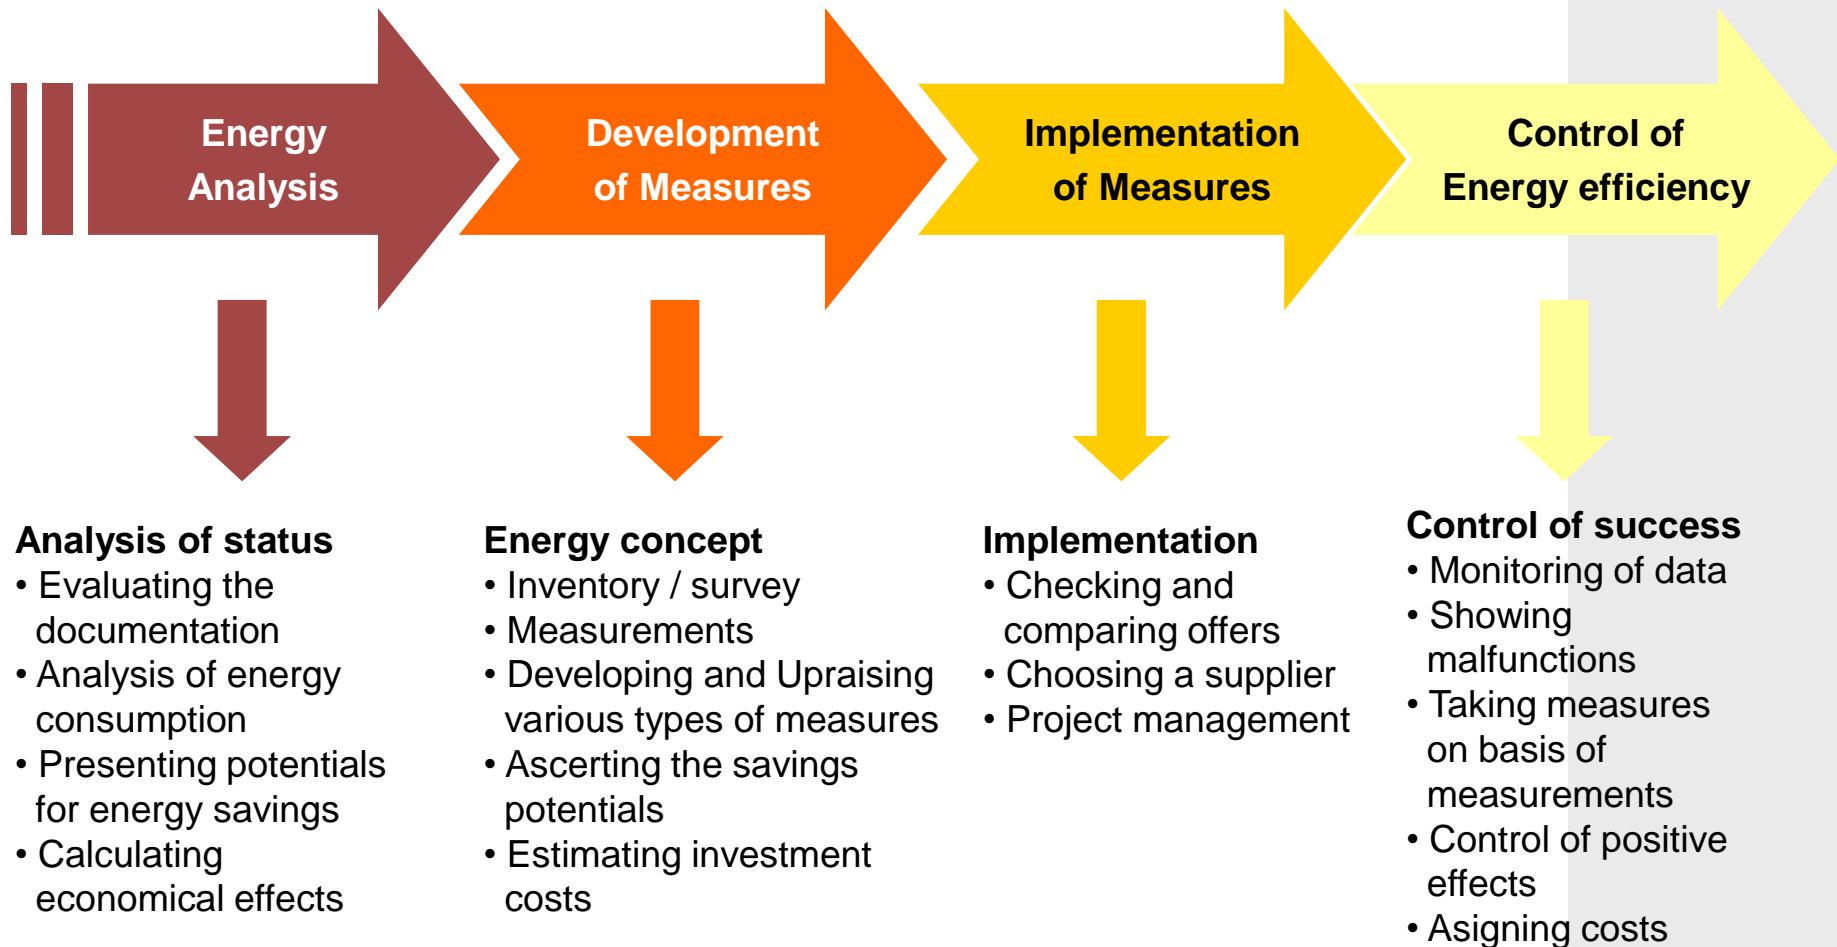 Energy
Analysis
Development
of Measures
Implementation
of Measures
Control of
Energy efficiency
Analysis of status
• Evaluating the
documentation
• Analysis of energy
consumption
• Presenting potentials
for energy savings
• Calculating
economical effects
Energy concept
• Inventory / survey
• Measurements
• Developing and Upraising
various types of measures
• Ascerting the savings
potentials
• Estimating investment
costs
Implementation
• Checking and
comparing offers
• Choosing a supplier
• Project management
Control of success
• Monitoring of data
• Showing
malfunctions
• Taking measures
on basis of
measurements
• Control of positive
effects
• Asigning costs